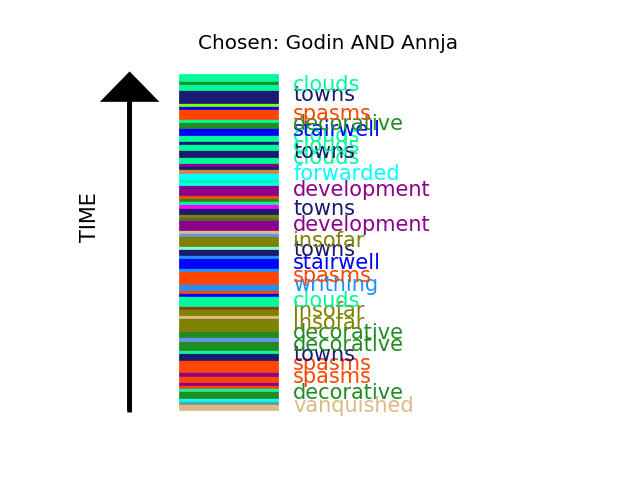 Chosen: Godin AND Annja
clouds
towns
spasms
decorative
stairwell
clouds
clouds
towns
clouds
forwarded
development
towns
development
insofar
towns
stairwell
spasms
writhing
clouds
insofar
insofar
decorative
decorative
towns
spasms
spasms
decorative
vanquished
TIME